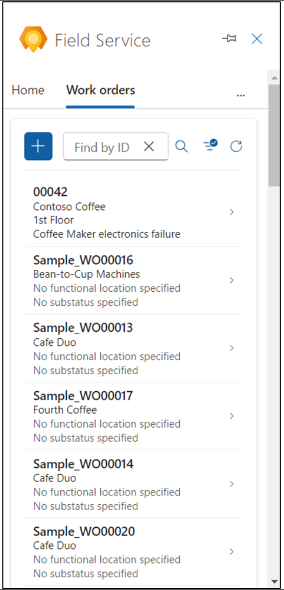 Field Service
Home
Work orders
...
Find by ID
00042
Contoso Coffee
1st Floor
Coffee Maker electronics failure
Sample_WO00016
Bean-to-Cup Machines
No functional location specified
No substatus specified
Sample_WO00013
Cafe Duo
No functional location specified
No substatus specified
Sample_WO00017
Fourth Coffee
No functional location specified
No substatus specified
Sample_WO00014
Cafe Duo
No functional location specified
No substatus specified
Sample_WO00020
Cafe Duo
No functional location specified
No substatus specified